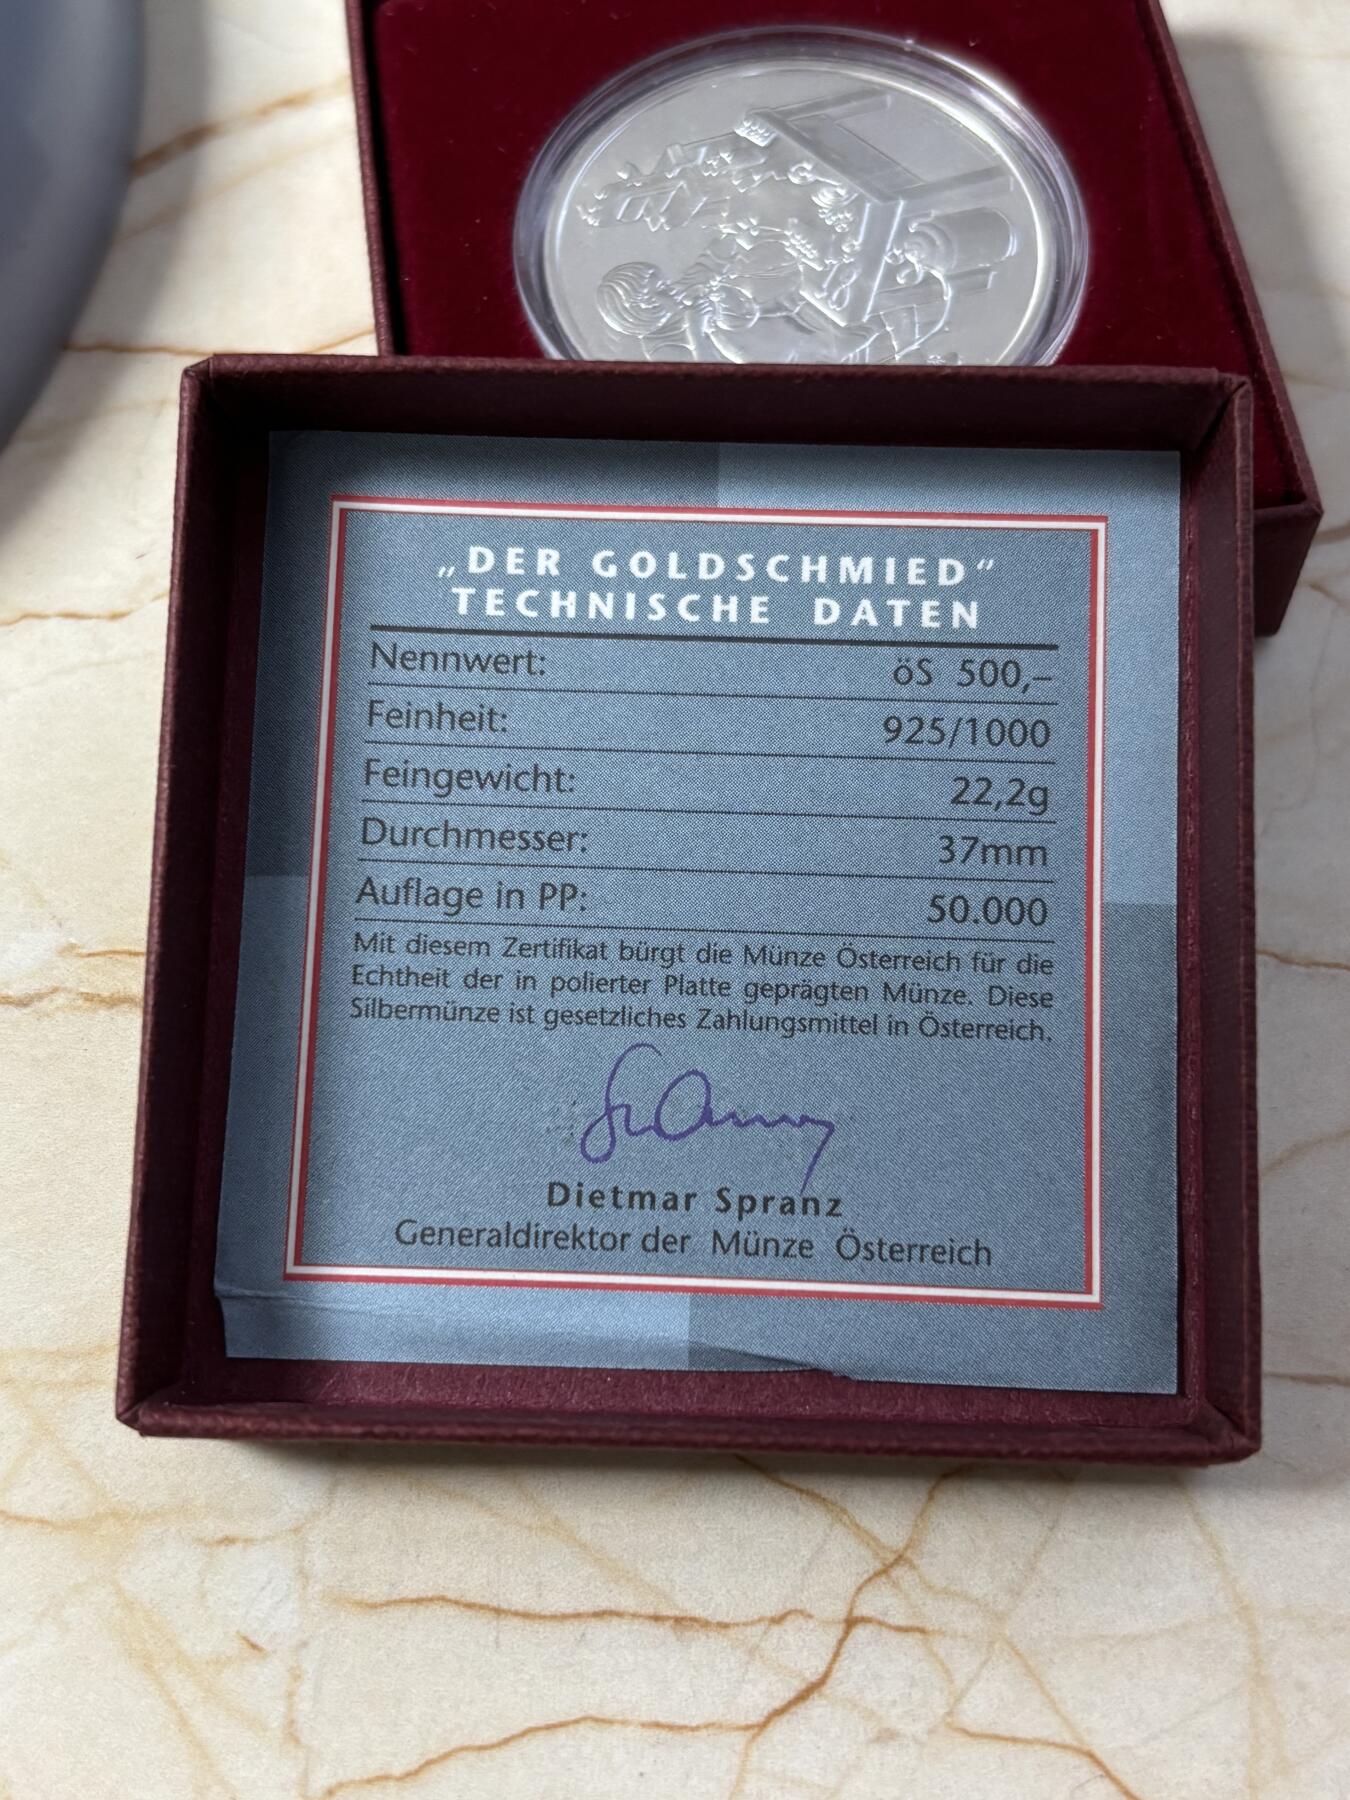 „DER GOLDSCHMIED“
TECHNISCHE DATEN
Nennwert: öS 500,–
Feinheit: 925/1000
Feingewicht: 22,2g
Durchmesser: 37mm
Auflage in PP: 50.000
Mit diesem Zertifikat bürgt die Münze Österreich für die
Echtheit der in polierter Platte geprägten Münze. Diese
Silbermünze ist gesetzliches Zahlungsmittel in Österreich.
Dietmar Spranz
Generaldirektor der Münze Österreich